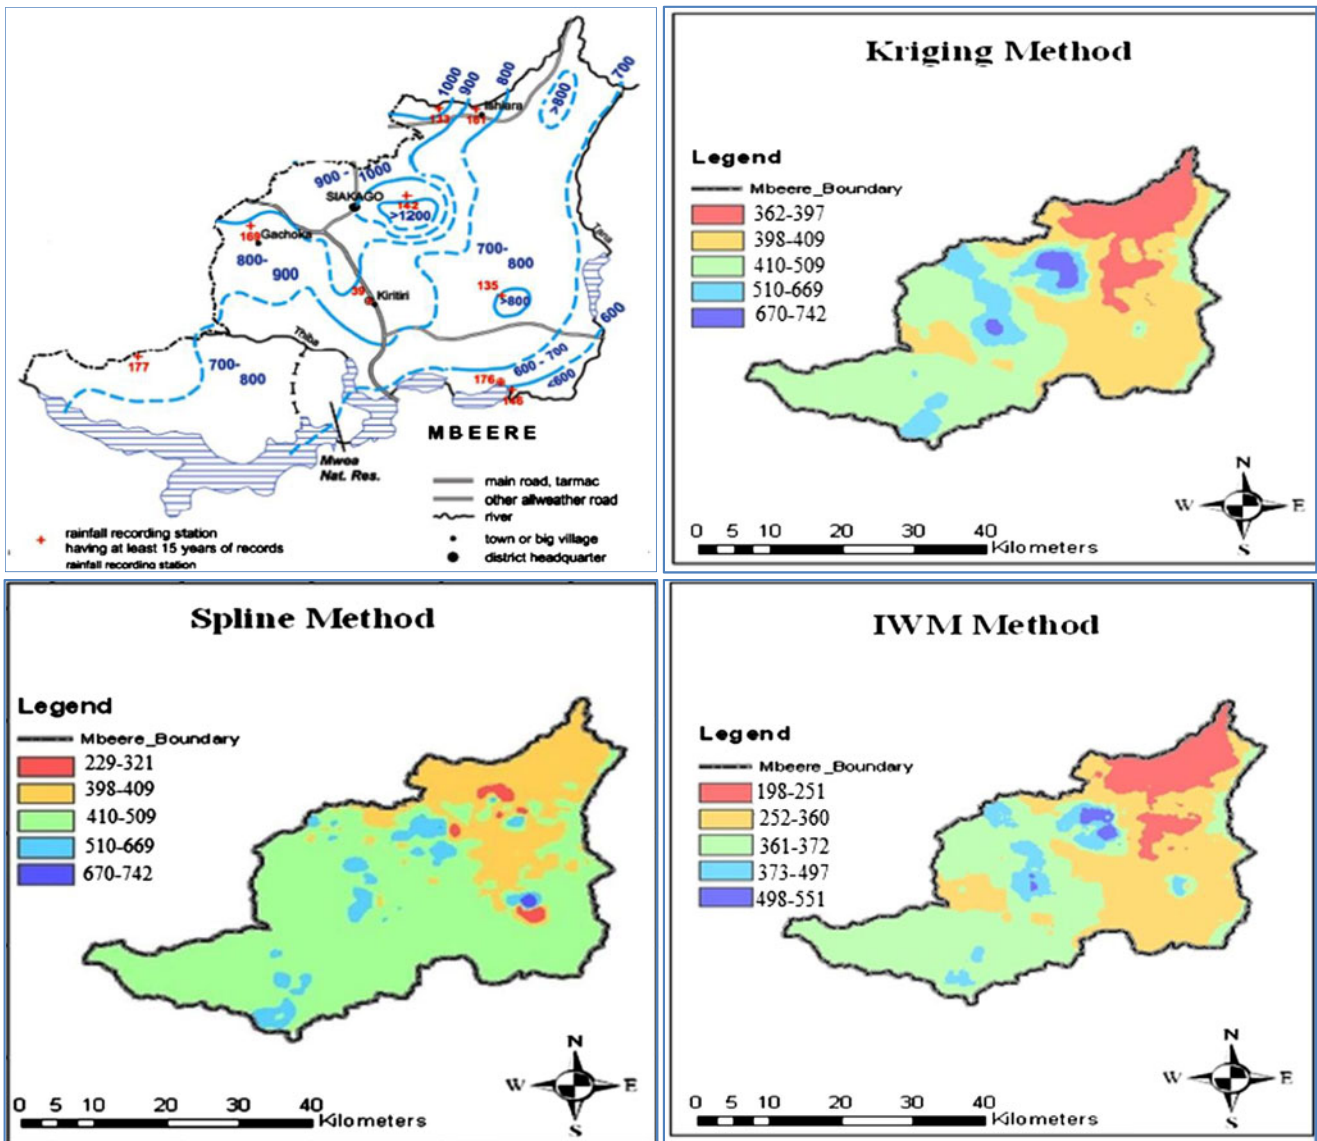 1000
900
800
700
>800
133
161
Ishiara
900 -
1000
SIAKAGO
142
>1200
169
Gachoka
800-
900
700-
800
Tana
135
>800
39
Kiritiri
600
Thiba
177
700-
800
600 - 700
<600
176
146
MBEERE
Mwea
Nat. Res.
main road, tarmac
other allweather road
river
town or big village
district headquarter
rainfall recording station
having at least 15 years of records
rainfall recording station
Kriging Method
Legend
Mbeere_Boundary
362-397
398-409
410-509
510-669
670-742
N
W
E
S
0 5 10 20 30 40
Kilometers
Spline Method
Legend
Mbeere_Boundary
229-321
398-409
410-509
510-669
670-742
N
W
E
S
0 5 10 20 30 40
Kilometers
IWM Method
Legend
Mbeere_Boundary
198-251
252-360
361-372
373-497
498-551
N
W
E
S
0 5 10 20 30 40
Kilometers